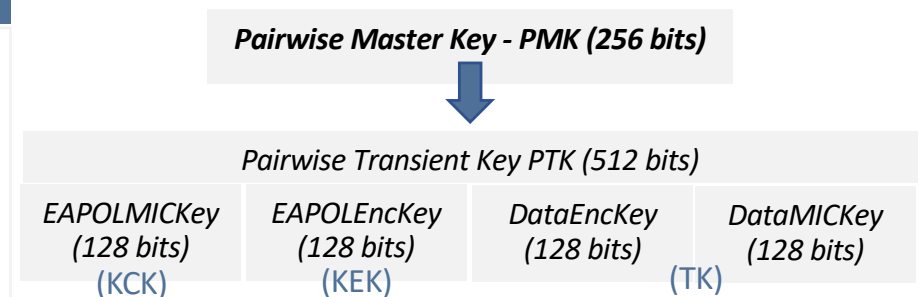 Pairwise Master Key - PMK (256 bits)
Pairwise Transient Key PTK (512 bits)
EAPOLMICKey
(128 bits)
(KCK)
EAPOLEncKey
(128 bits)
(KEK)
DataEncKey
(128 bits)
DataMICKey
(128 bits)
(TK)